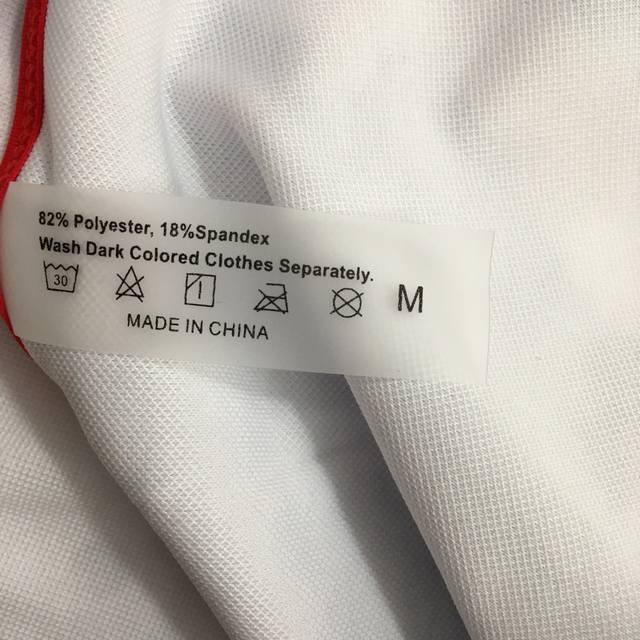 82% Polyester, 18%Spandex
Wash Dark Colored Clothes Separately.
30
M
MADE IN CHINA